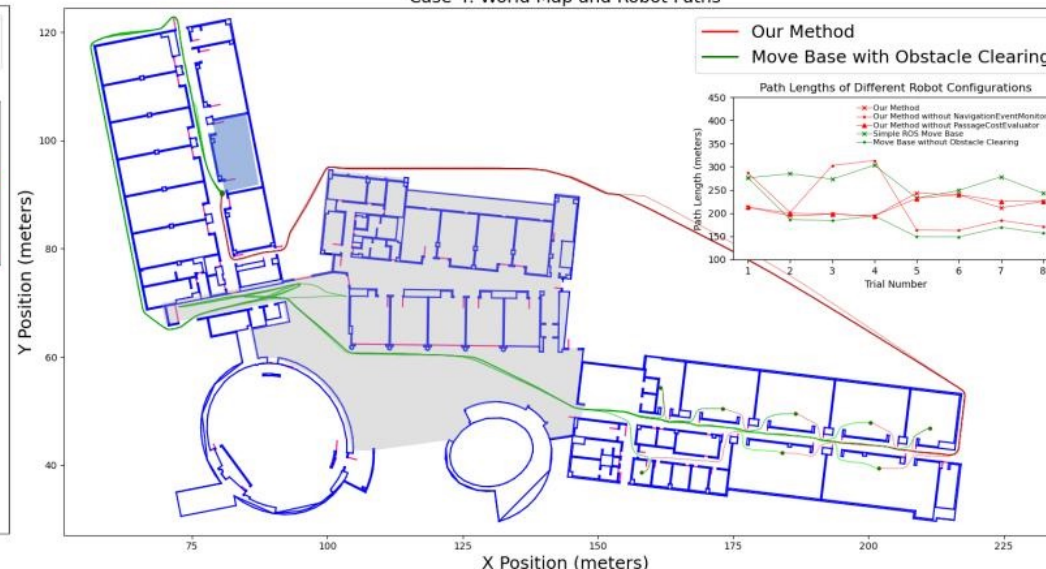 Case 4: World Map and Robot Paths
Our Method
Move Base with Obstacle Clearing
Path Lengths of Different Robot Configurations
Our Method
Our Method without NavigationEventMonitor
Our Method without PassageCostEvaluator
Simple ROS Move Base
Move Base without Obstacle Clearing
Path Length (meters)
450
400
350
300
250
200
150
100
1 2 3 4 5 6 7 8
Trial Number
Y Position (meters)
120
100
80
60
40
75 100 125 150 175 200 225
X Position (meters)